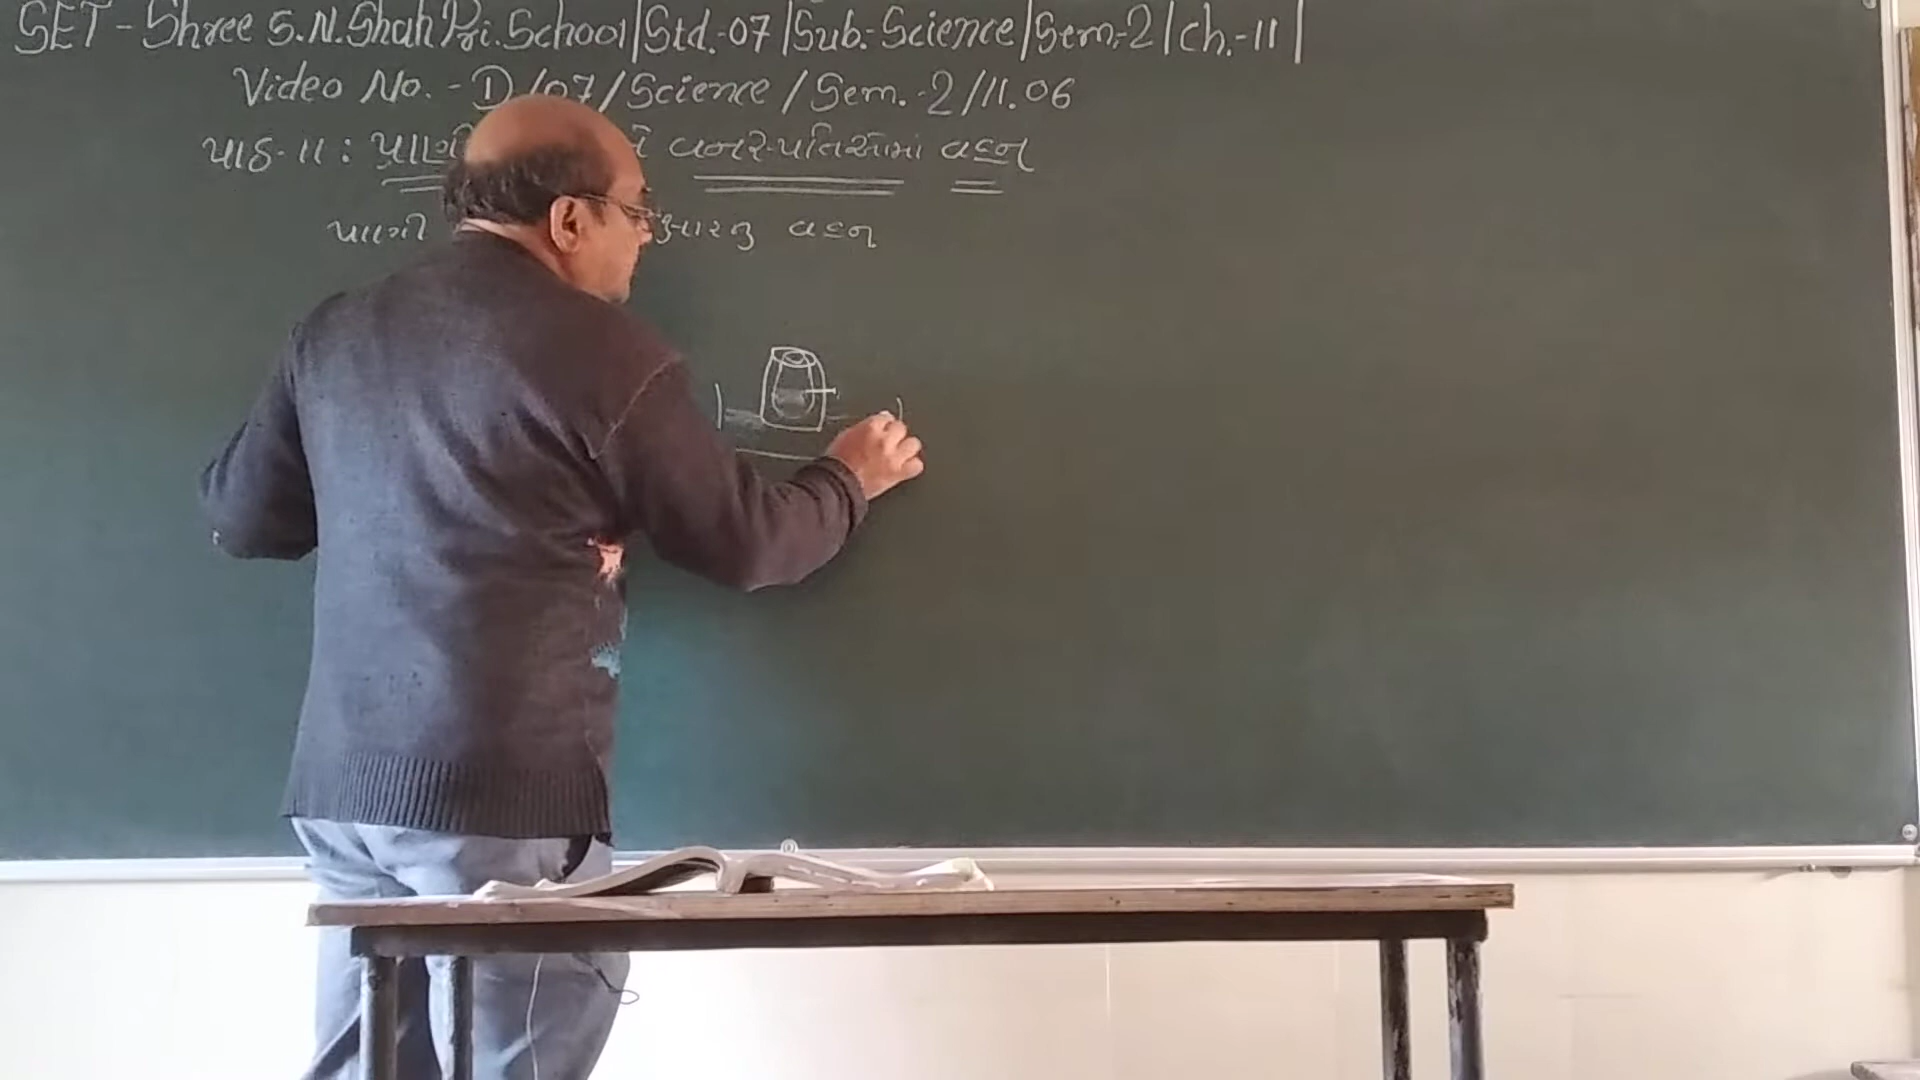 SET - Shree S.N.Shah Pri. School|Std.-07|Sub.-Science|Sem.-2|Ch.-11|
Video No. - D/07/Science/Sem.-2/11.06
પાઠ-11 : વનસ્પતિઓમાં વહન
પાણી વહન